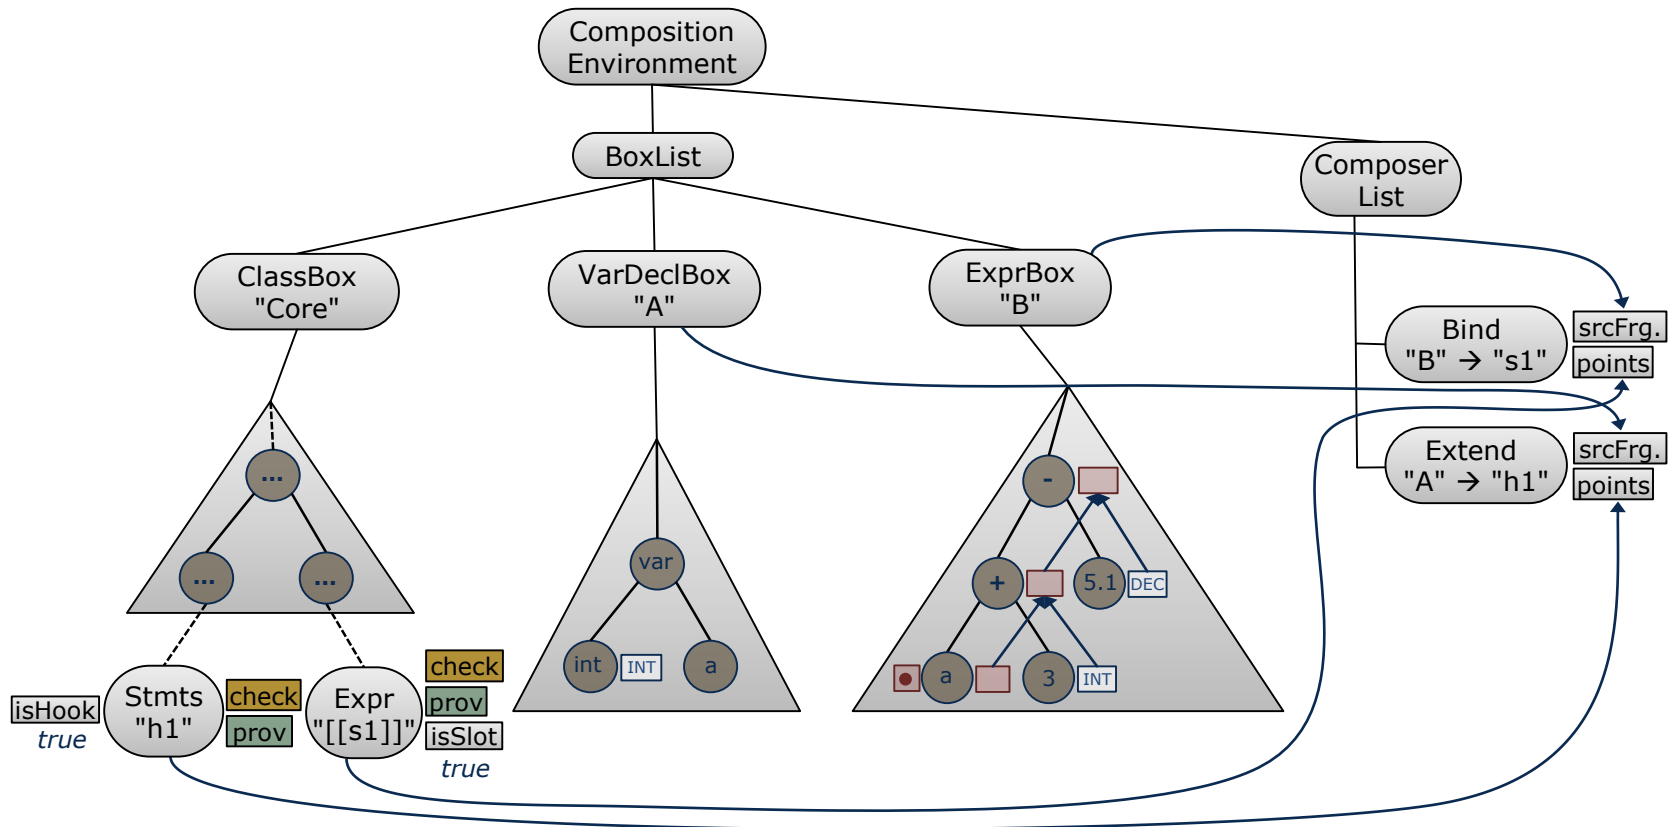 Composition
Environment
BoxList
Composer
List
ClassBox
"Core"
VarDeclBox
"A"
ExprBox
"B"
Bind
"B" → "s1"
srcFrg.
points
Extend
"A" → "h1"
srcFrg.
points
...
...
...
var
int
INT
a
-
+
5.1
DEC
a
3
INT
isHook
true
Stmts
"h1"
check
prov
Expr
"[[s1]]"
check
prov
isSlot
true